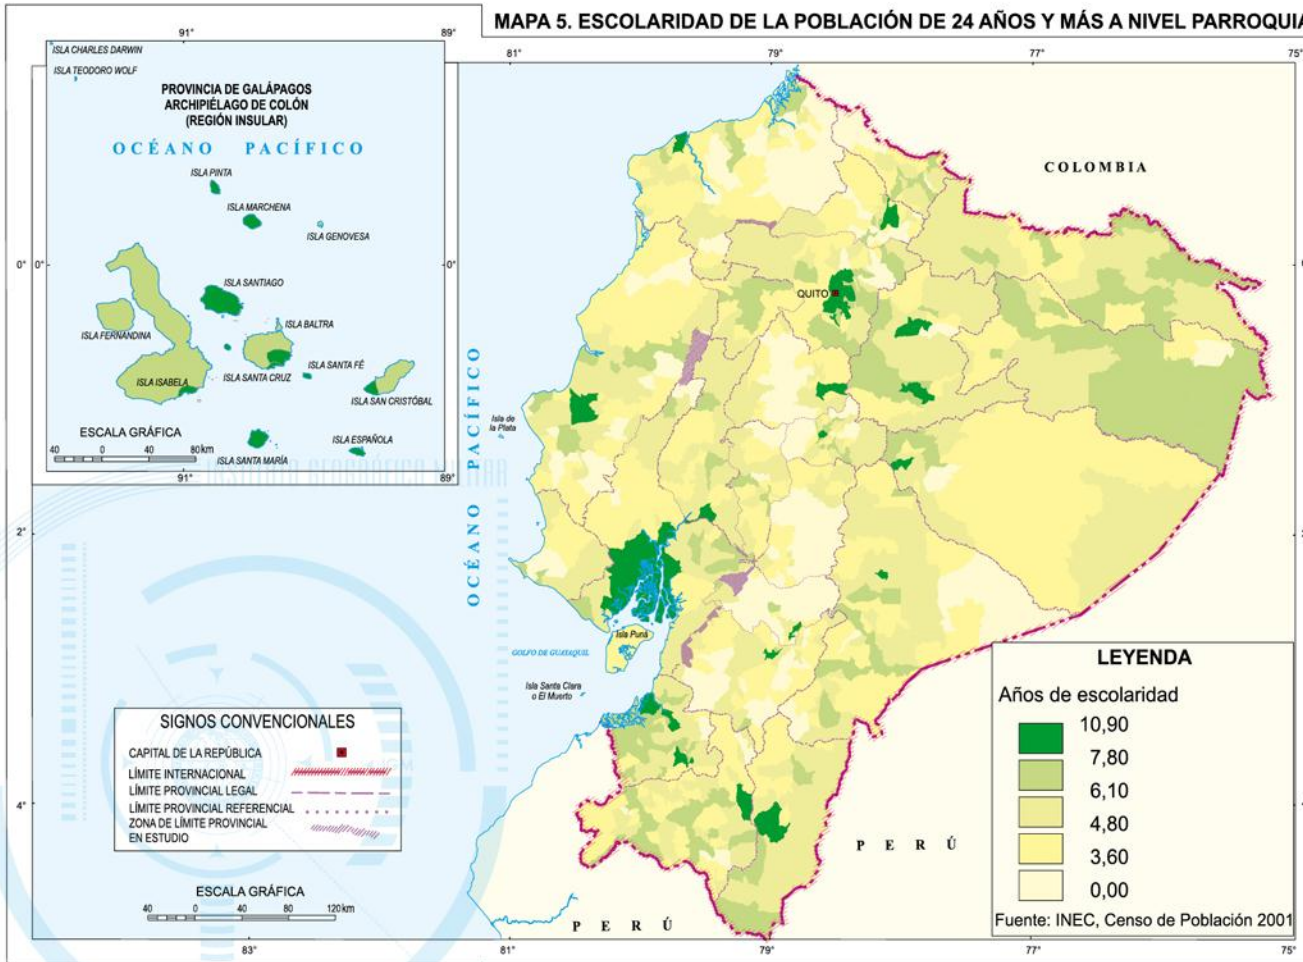 MAPA 5. ESCOLARIDAD DE LA POBLACIÓN DE 24 AÑOS Y MÁS A NIVEL PARROQUIA
91°
89°
81°
79°
77°
75°
ISLA CHARLES DARWIN
ISLA TEODORO WOLF
PROVINCIA DE GALÁPAGOS
ARCHIPIÉLAGO DE COLÓN
(REGIÓN INSULAR)
OCÉANO PACÍFICO
ISLA PINTA
ISLA MARCHENA
ISLA GENOVESA
0°
0°
0°
ISLA SANTIAGO
ISLA FERNANDINA
ISLA BALTRA
ISLA SANTA FÉ
ISLA ISABELA
ISLA SANTA CRUZ
ISLA SAN CRISTÓBAL
ESCALA GRÁFICA
40 0 40 80 km
ISLA ESPAÑOLA
ISLA SANTA MARÍA
91°
89°
INSTITUTO GEOGRÁFICO MILITAR
COLOMBIA
QUITO
OCÉANO PACÍFICO
Isla de
la Plata
2°
Isla Puná
GOLFO DE GUAYAQUIL
Isla Santa Clara
o El Muerto
SIGNOS CONVENCIONALES
CAPITAL DE LA REPÚBLICA
LÍMITE INTERNACIONAL
LÍMITE PROVINCIAL LEGAL
LÍMITE PROVINCIAL REFERENCIAL
ZONA DE LÍMITE PROVINCIAL
EN ESTUDIO
4°
ESCALA GRÁFICA
40 0 40 80 120 km
PERÚ
PERÚ
LEYENDA
Años de escolaridad
10,90
7,80
6,10
4,80
3,60
0,00
Fuente: INEC, Censo de Población 2001
83°
81°
79°
77°
75°